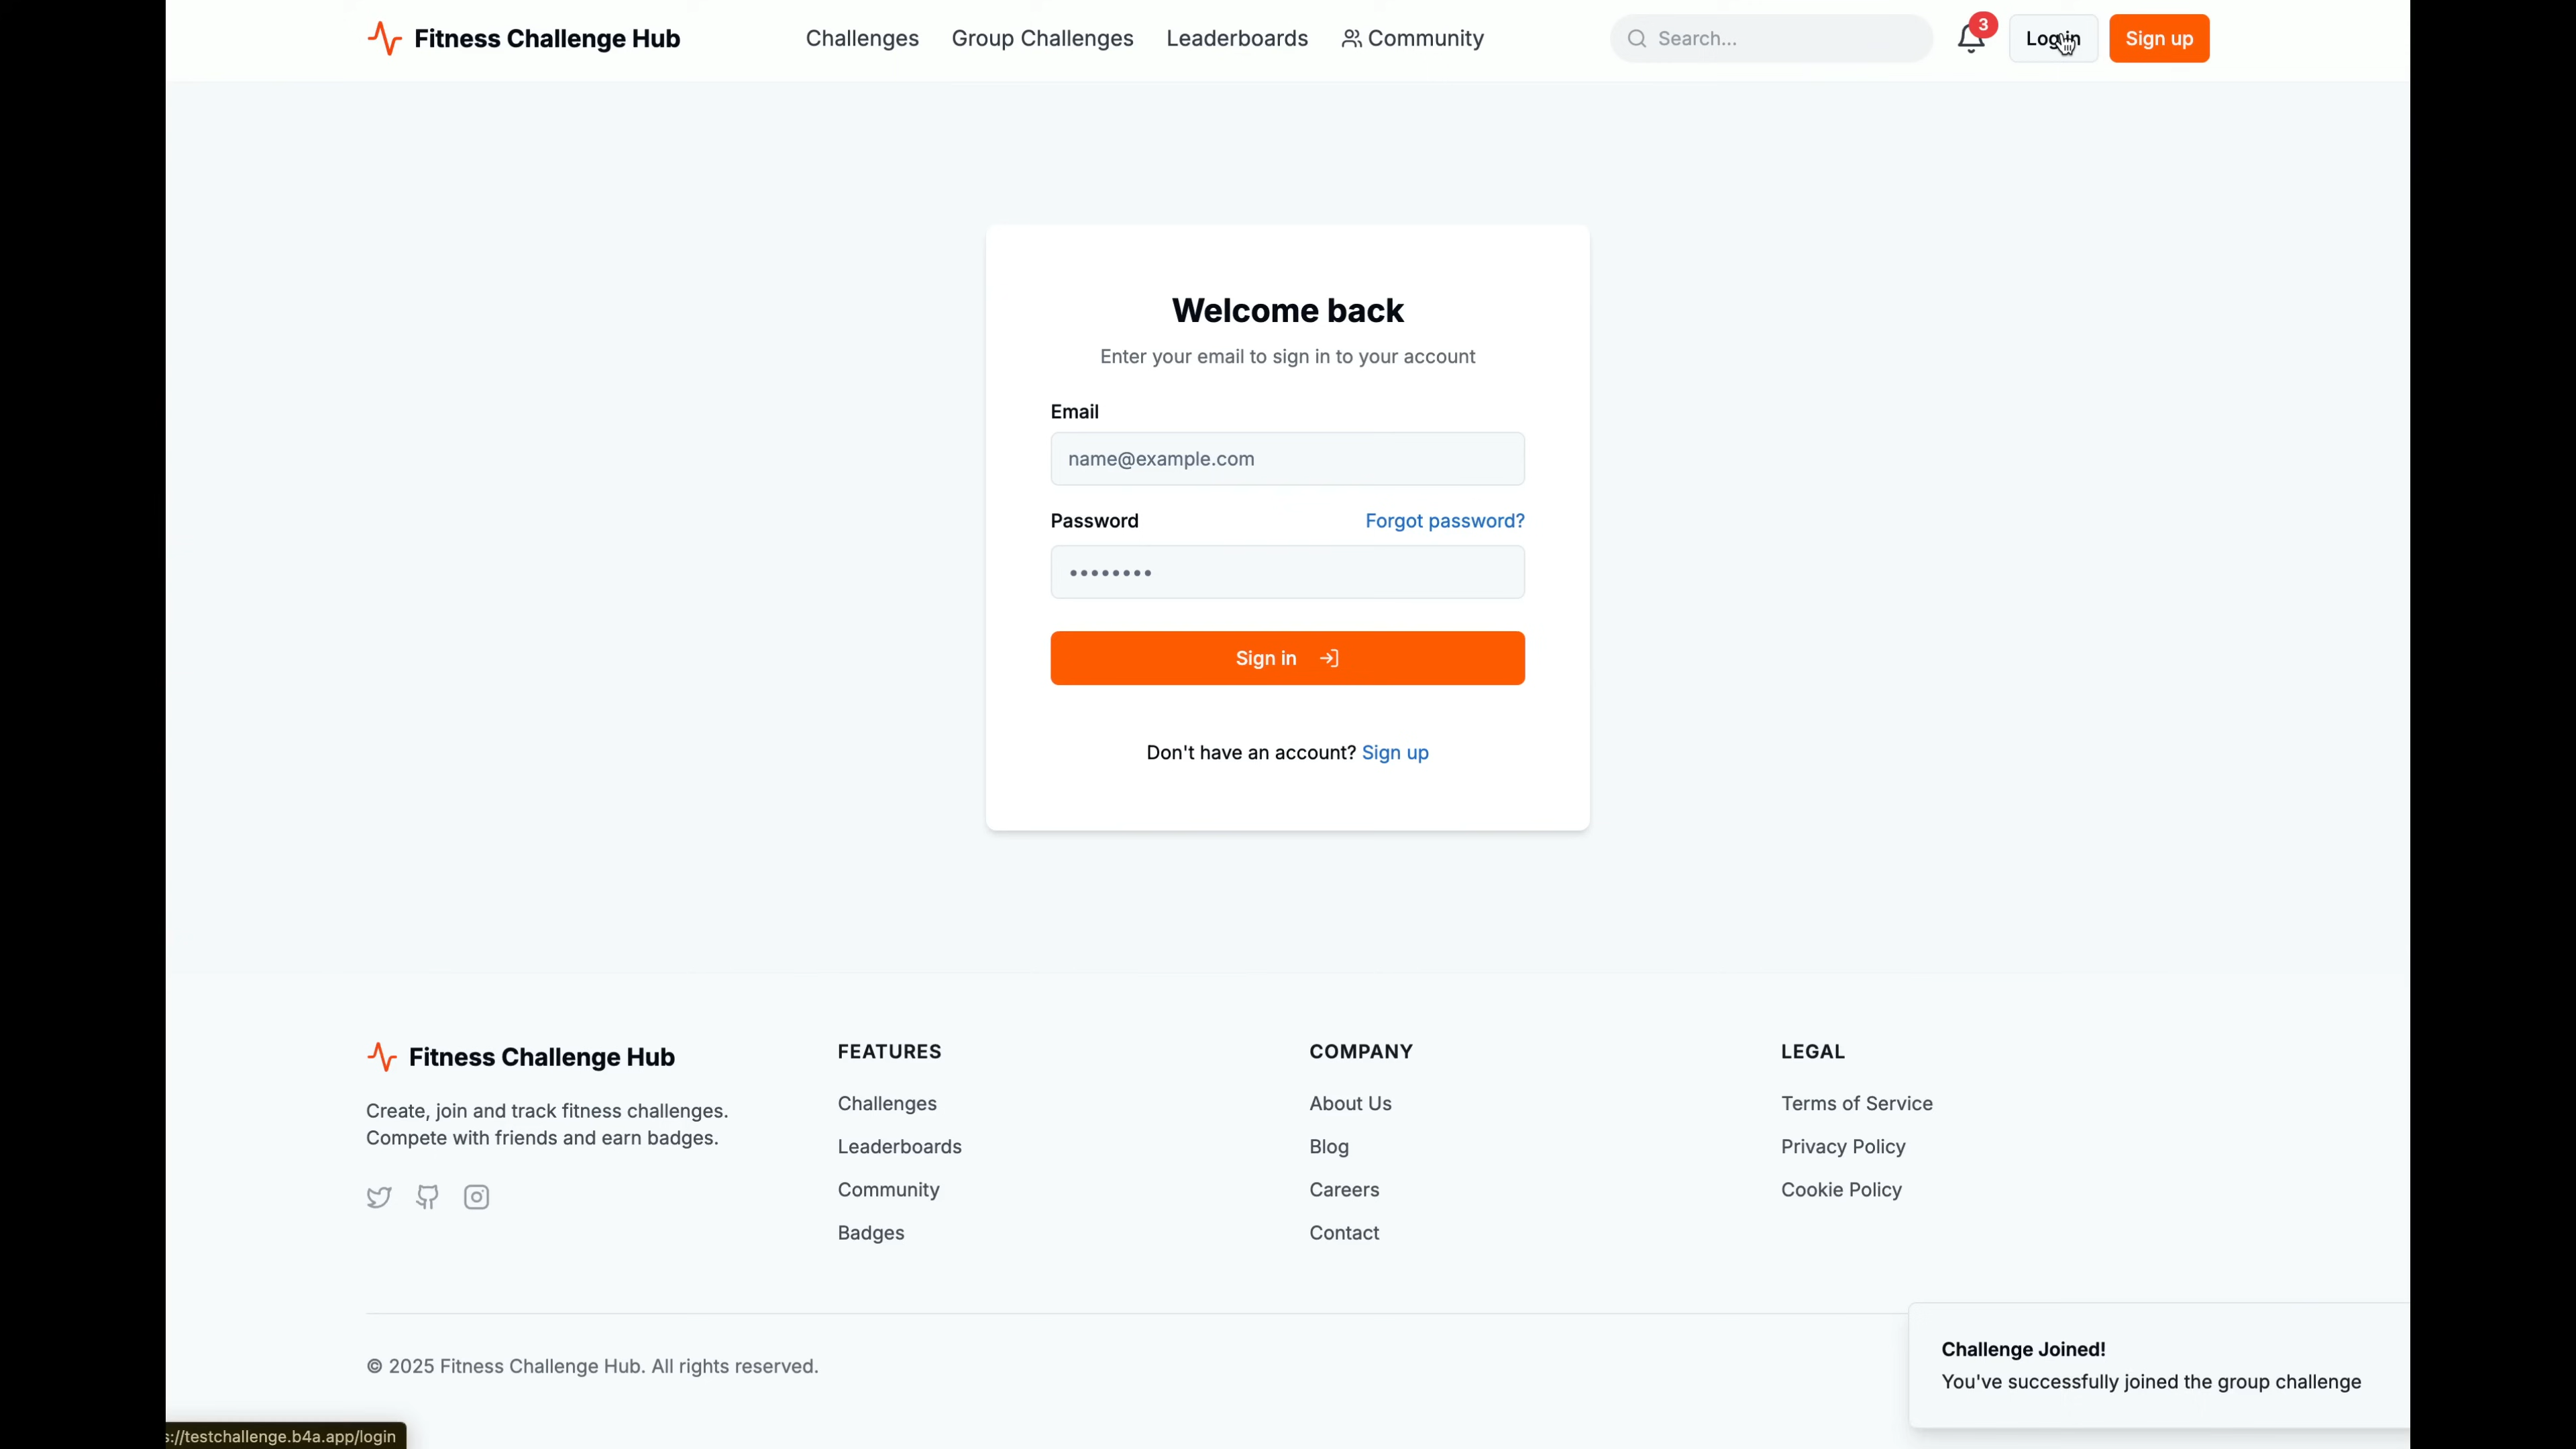 Fitness Challenge Hub
Challenges
Group Challenges
Leaderboards
Community
Search...
3
Log in
Sign up
Welcome back
Enter your email to sign in to your account
Email
name@example.com
Password
Forgot password?
••••••••
Sign in
Don't have an account? Sign up
Fitness Challenge Hub
Create, join and track fitness challenges.
Compete with friends and earn badges.
FEATURES
Challenges
Leaderboards
Community
Badges
COMPANY
About Us
Blog
Careers
Contact
LEGAL
Terms of Service
Privacy Policy
Cookie Policy
© 2025 Fitness Challenge Hub. All rights reserved.
Challenge Joined!
You've successfully joined the group challenge
s://testchallenge.b4a.app/login